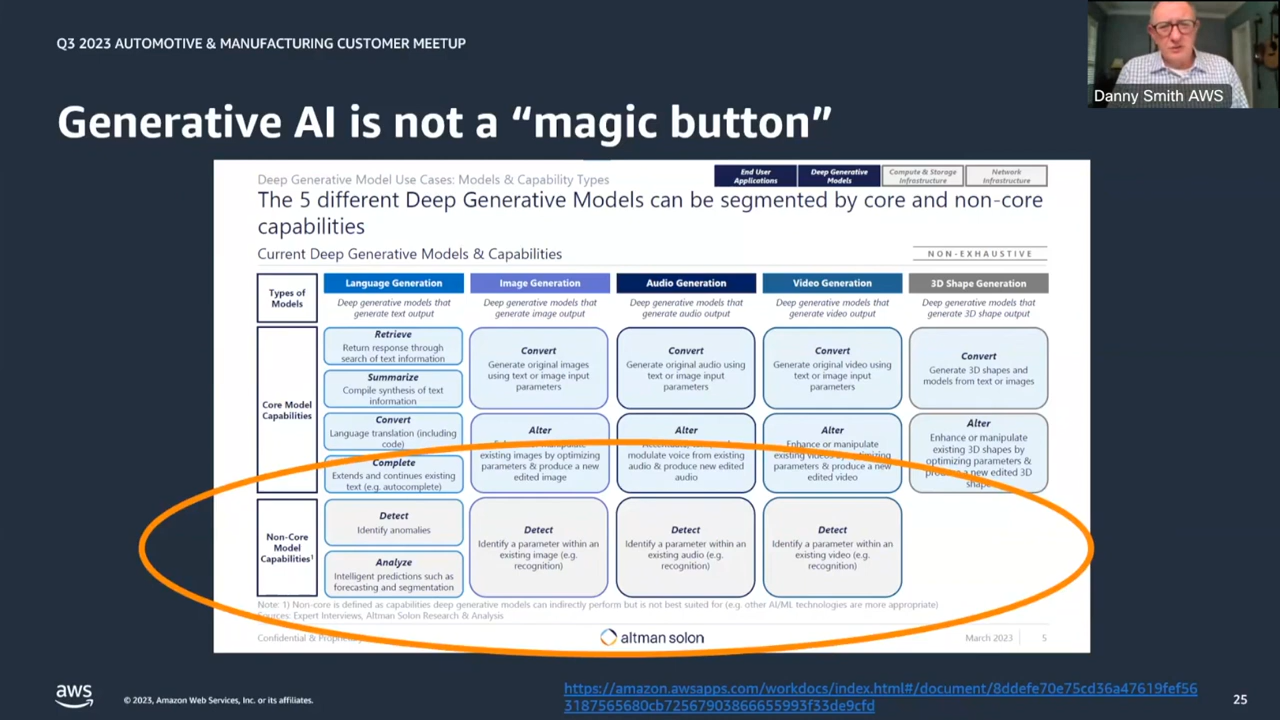 Q3 2023 AUTOMOTIVE & MANUFACTURING CUSTOMER MEETUP
Danny Smith AWS
Generative AI is not a “magic button”
Deep Generative Model Use Cases: Models & Capability Types
End User
Applications
Deep Generative
Models
Compute & Storage
Infrastructure
Network
Infrastructure
The 5 different Deep Generative Models can be segmented by core and non-core
capabilities
Current Deep Generative Models & Capabilities
NON-EXHAUSTIVE
Types of
Models
Language Generation
Deep generative models that
generate text output
Image Generation
Deep generative models that
generate image output
Audio Generation
Deep generative models that
generate audio output
Video Generation
Deep generative models that
generate video output
3D Shape Generation
Deep generative models that
generate 3D shape output
Core Model
Capabilities
Retrieve
Return response through
search of text information
Summarize
Compile synthesis of text
information
Convert
Language translation (including
code)
Complete
Extends and continues existing
text (e.g. autocomplete)
Convert
Generate original images
using text or image input
parameters
Alter
existing images by optimizing
parameters & produce a new
edited image
Convert
Generate original audio using
text or image input
parameters
Alter
modulate voice from existing
audio & produce new edited
audio
Convert
Generate original video using
text or image input
parameters
Alter
Enhance or manipulate
existing videos by optimizing
parameters & produce a new
edited video
Convert
Generate 3D shapes and
models from text or images
Alter
Enhance or manipulate
existing 3D shapes by
optimizing parameters &
produce a new edited 3D
shape
Non-Core
Model
Capabilities¹
Detect
Identify anomalies
Analyze
Intelligent predictions such as
forecasting and segmentation
Detect
Identify a parameter within an
existing image (e.g.
recognition)
Detect
Identify a parameter within an
existing audio (e.g.
recognition)
Detect
Identify a parameter within an
existing video (e.g.
recognition)
Note: 1) Non-core is defined as capabilities deep generative models can indirectly perform but is not best suited for (e.g. other AI/ML technologies are more appropriate)
Sources: Expert Interviews, Altman Solon Research & Analysis
Confidential &
altman solon
March 2023
5
https://amazon.awsapps.com/workdocs/index.html#/document/8ddefe70e75cd36a47619fef56
3187565680cb72567903866655993f33de9cfd
aws
© 2023, Amazon Web Services, Inc. or its affiliates.
25